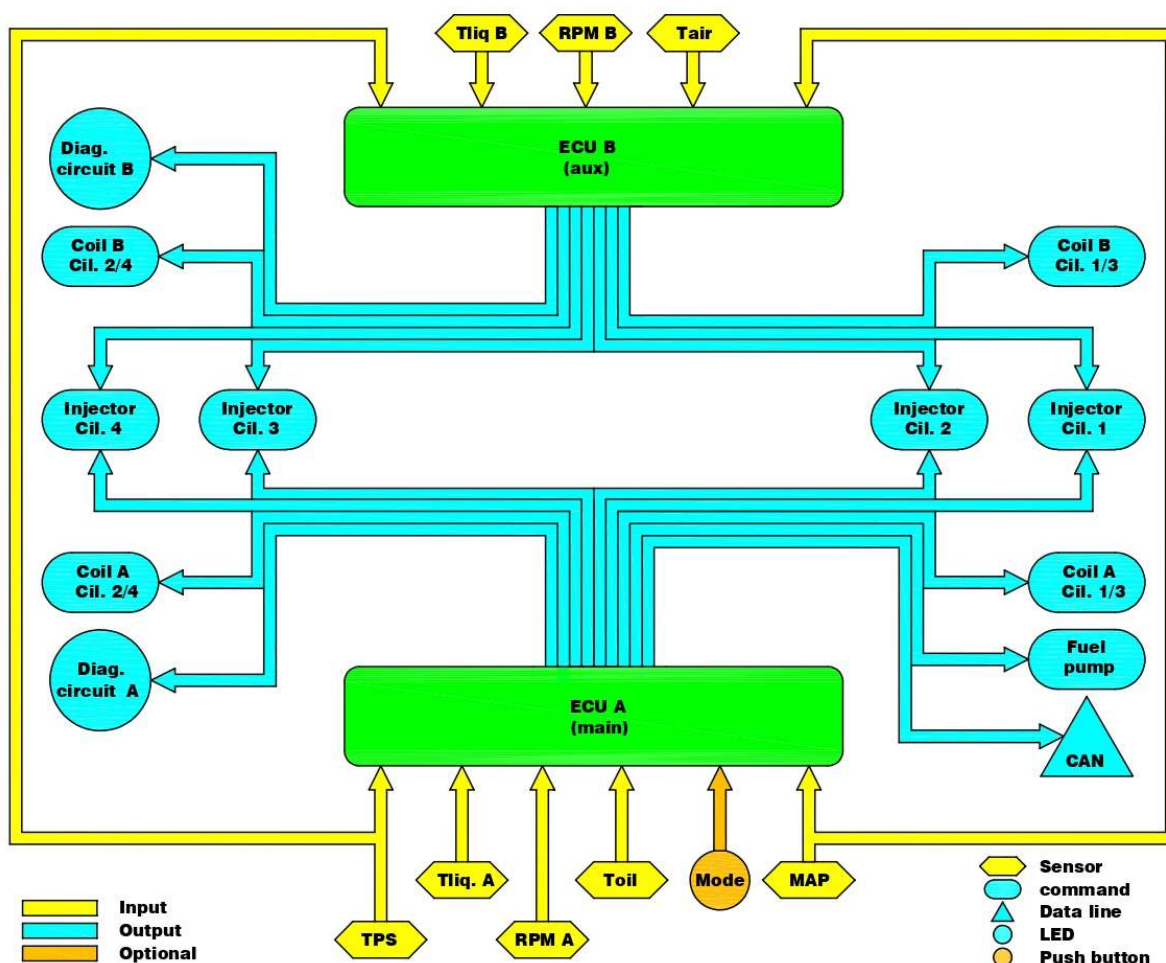 Tliq B
RPM B
Tair
ECU B
(aux)
Diag.
circuit B
Coil B
Cil. 2/4
Coil B
Cil. 1/3
Injector
Cil. 4
Injector
Cil. 3
Injector
Cil. 2
Injector
Cil. 1
Coil A
Cil. 2/4
Coil A
Cil. 1/3
Diag.
circuit A
Fuel
pump
ECU A
(main)
CAN
Tliq. A
Toil
Mode
MAP
TPS
RPM A
Input
Output
Optional
Sensor
command
Data line
LED
Push button